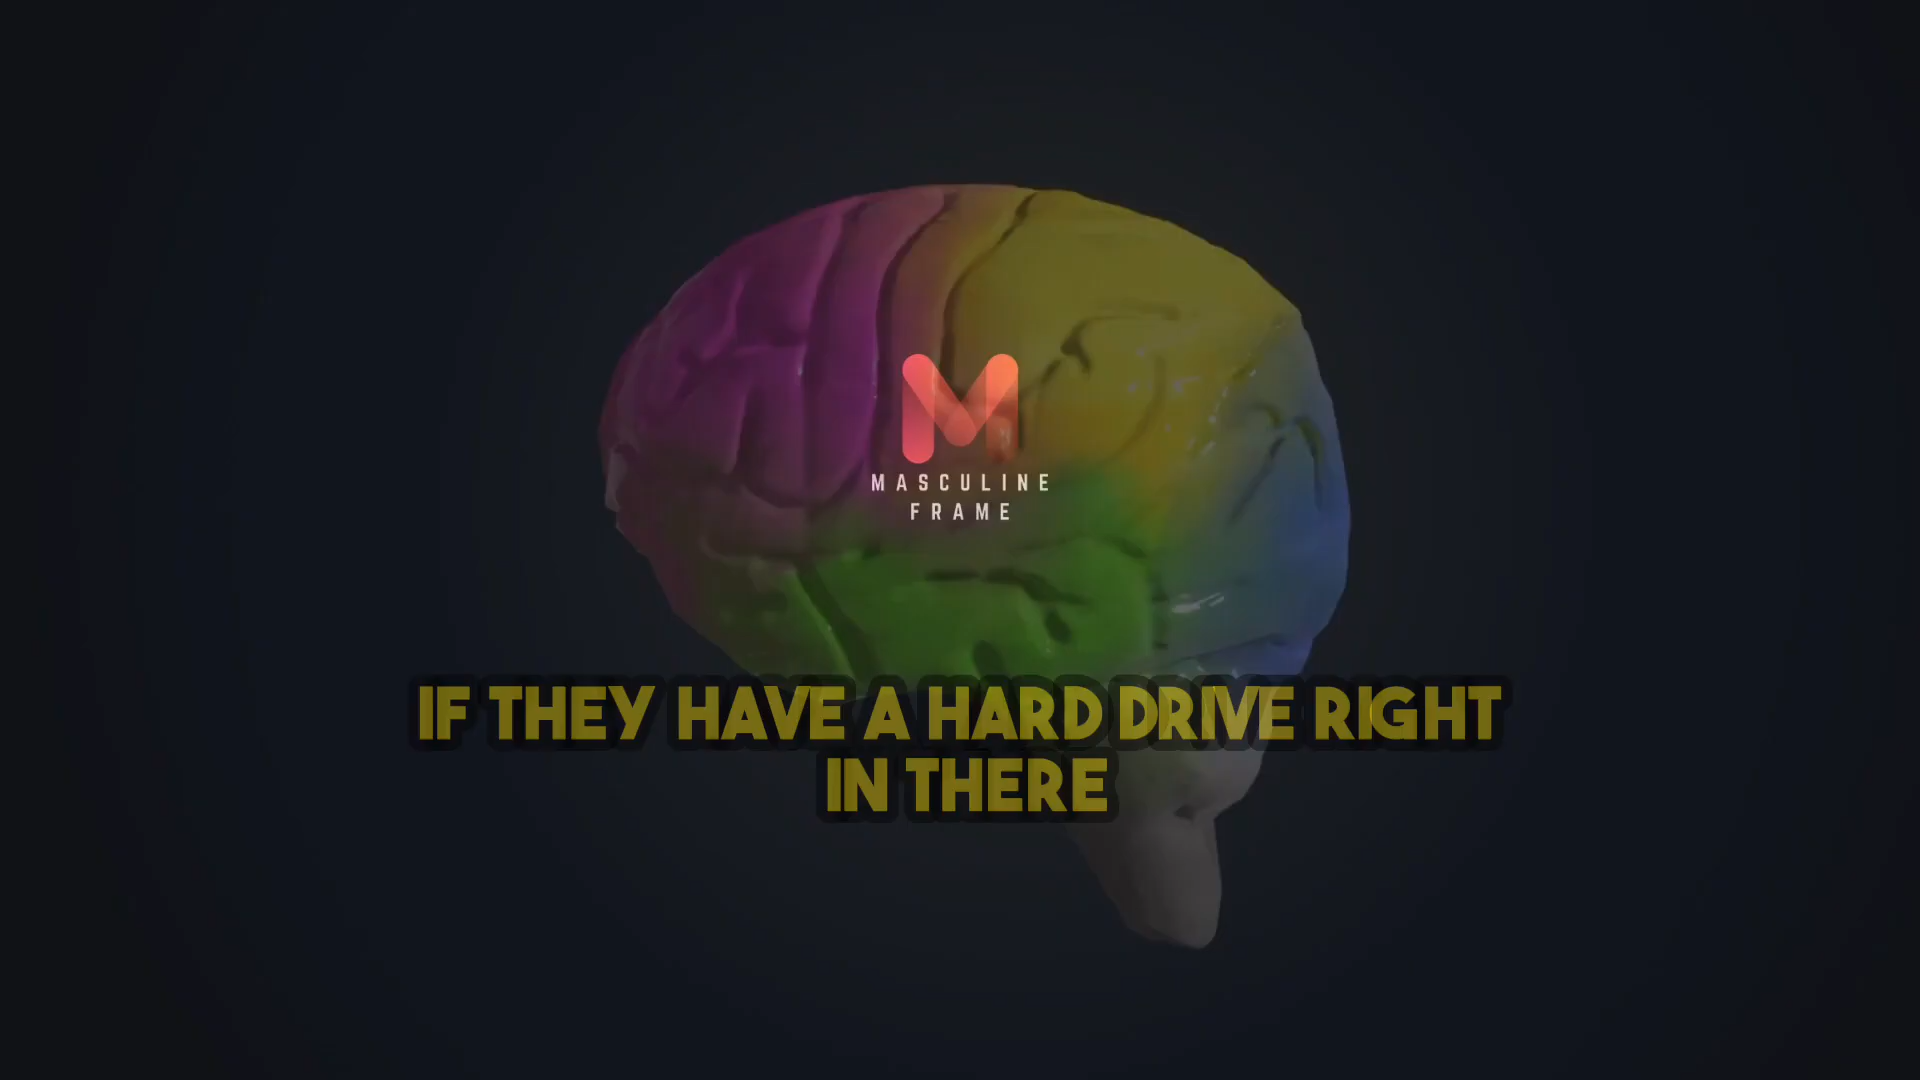 M
MASCULINE
FRAME
IF THEY HAVE A HARD DRIVE RIGHT
IN THERE